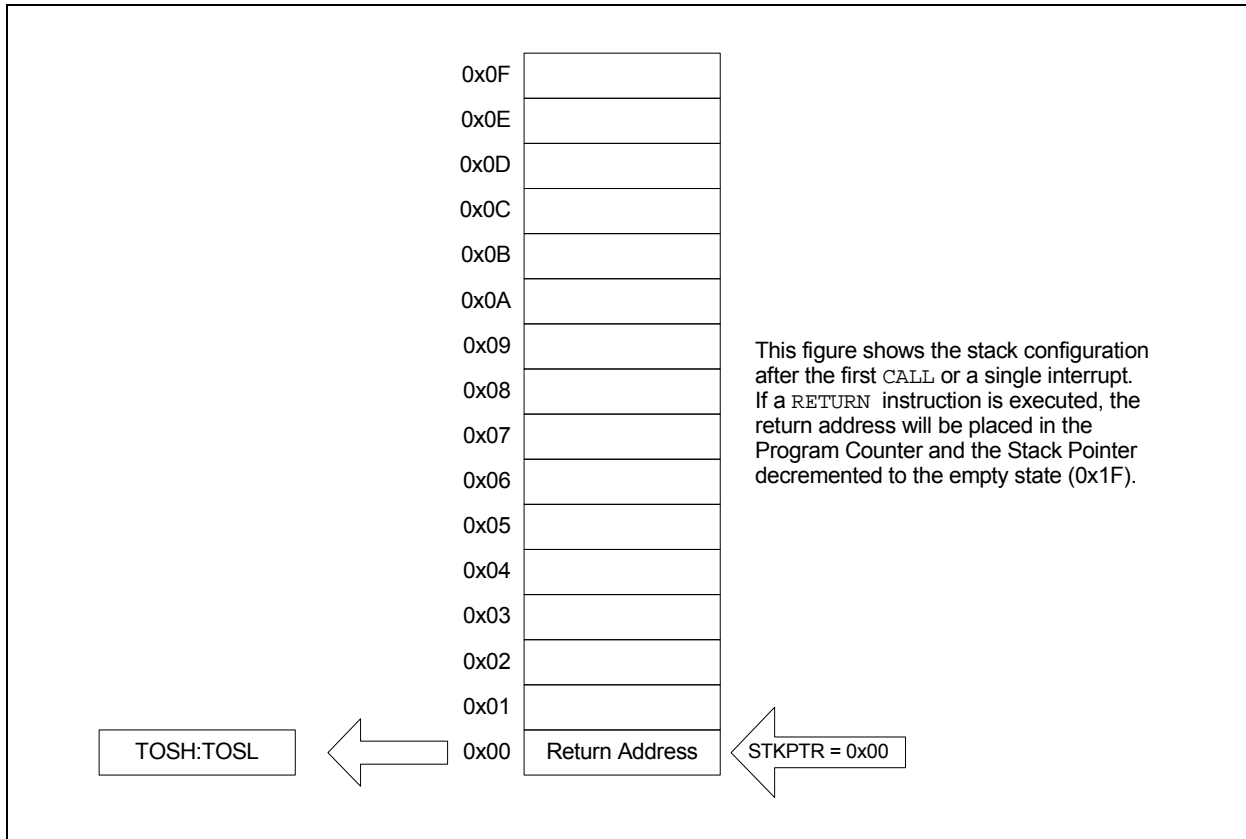 0x0F
0x0E
0x0D
0x0C
0x0B
0x0A
0x09
0x08
0x07
0x06
0x05
0x04
0x03
0x02
0x01
0x00
Return Address
TOSH:TOSL
STKPTR = 0x00
This figure shows the stack configuration
after the first CALL or a single interrupt.
If a RETURN instruction is executed, the
return address will be placed in the
Program Counter and the Stack Pointer
decremented to the empty state (0x1F).